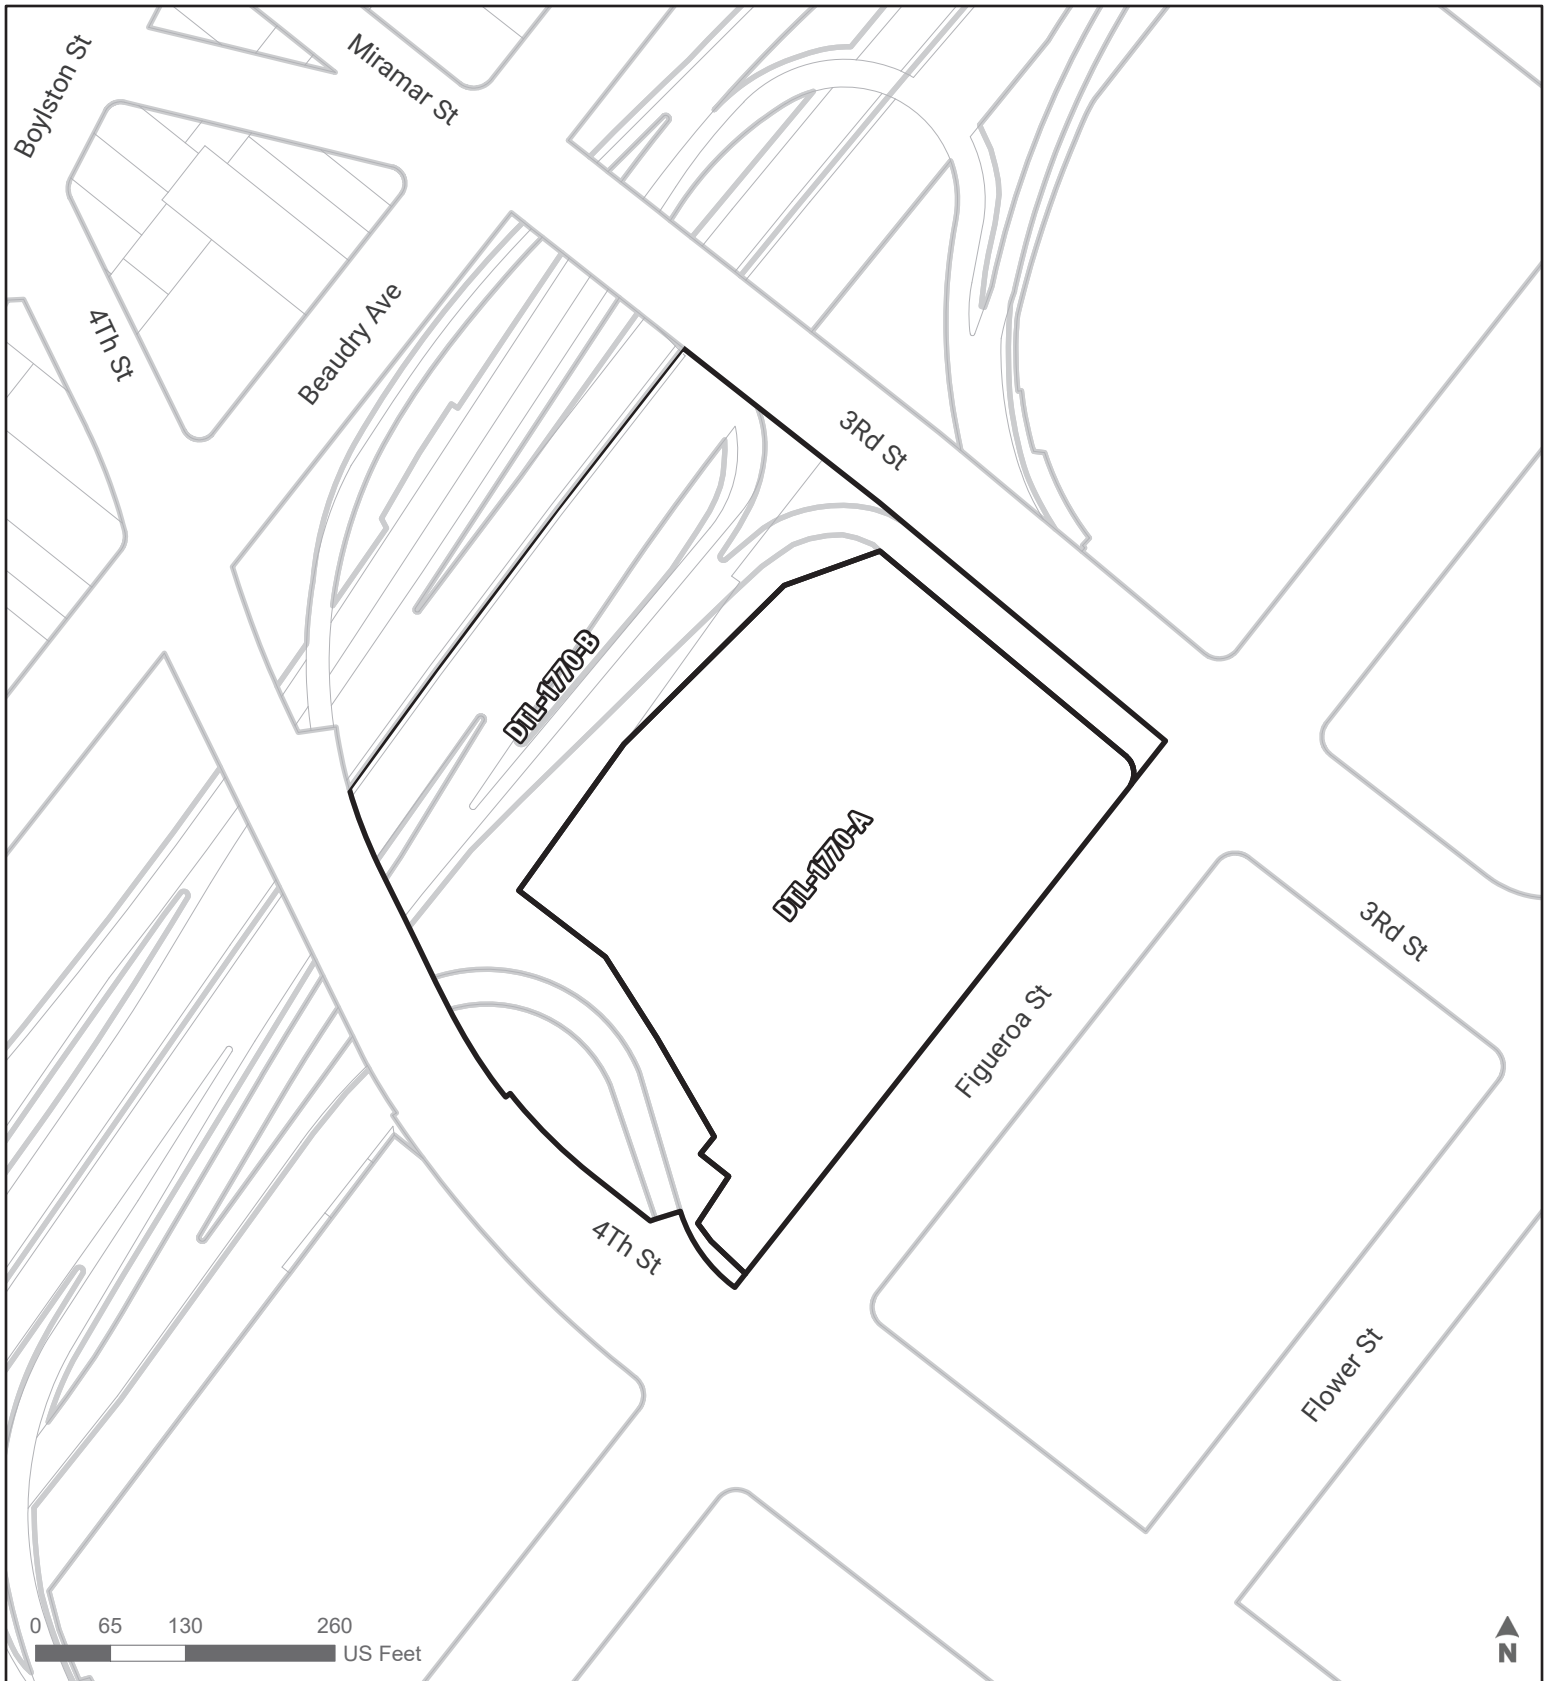 Boylston St
Miramar St
4Th St
Beaudry Ave
3Rd St
DTL-1770-B
DTL-1770-A
3Rd St
Figueroa St
4Th St
Flower St
0 65 130 260
US Feet
N